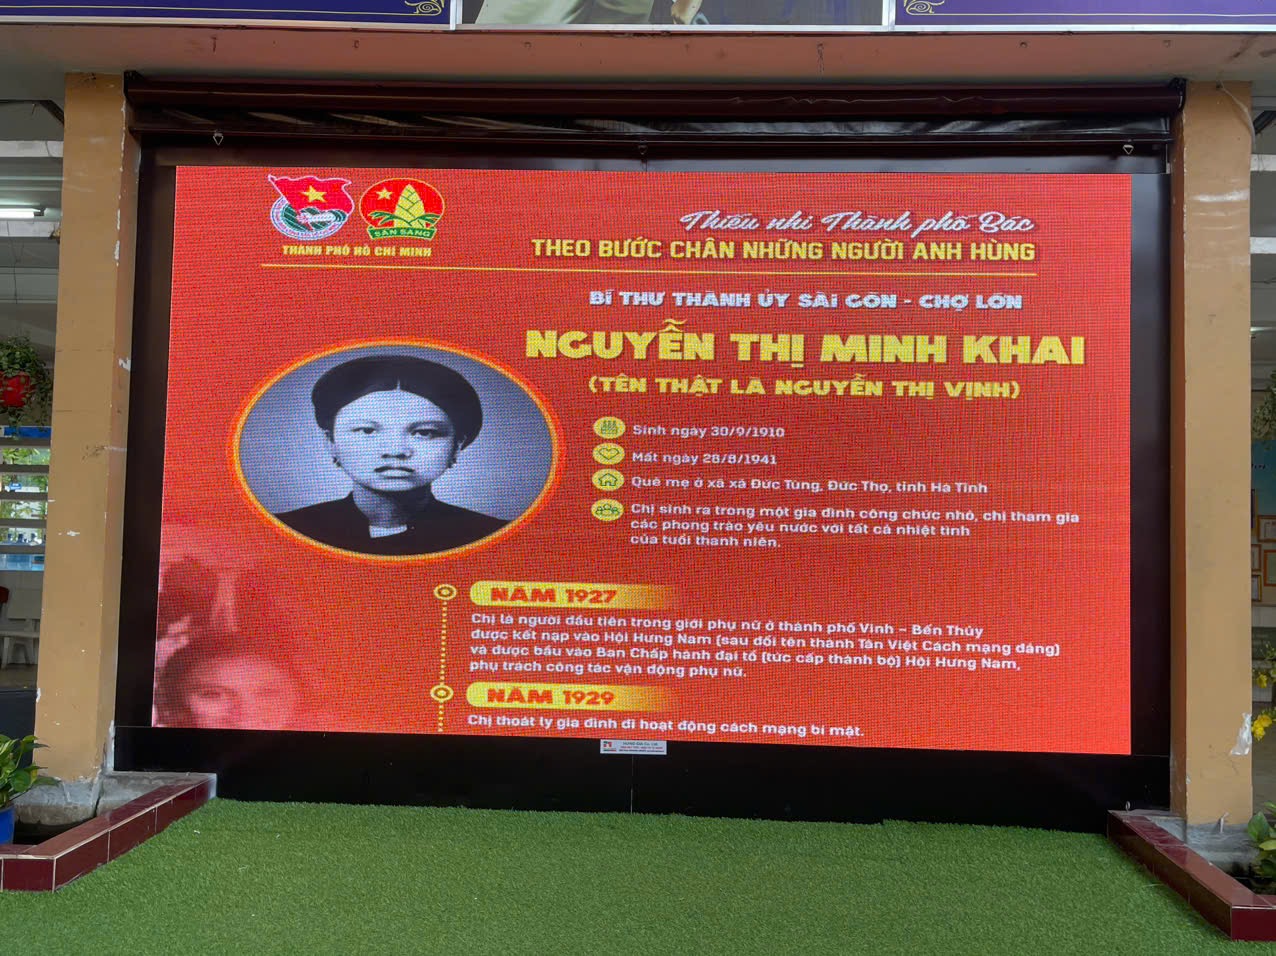 THÀNH PHỐ HỒ CHÍ MINH
SẴN SÀNG
Thiếu nhi Thành phố Bác
THEO BƯỚC CHÂN NHỮNG NGƯỜI ANH HÙNG
BÍ THƯ THÀNH ỦY SÀI GÒN - CHỢ LỚN
NGUYỄN THỊ MINH KHAI
(TÊN THẬT LÀ NGUYỄN THỊ VỊNH)
Sinh ngày 30/9/1910
Mất ngày 28/8/1941
Quê mẹ ở xã xã Đức Tùng, Đức Thọ, tỉnh Hà Tĩnh
Chị sinh ra trong một gia đình công chức nhỏ, chị tham gia
các phong trào yêu nước với tất cả nhiệt tình
của tuổi thanh niên.
NĂM 1927
Chị là người đầu tiên trong giới phụ nữ ở thành phố Vinh – Bến Thủy
được kết nạp vào Hội Hưng Nam (sau đổi tên thành Tân Việt Cách mạng đảng)
và được bầu vào Ban Chấp hành đại tổ (tức cấp thành bộ) Hội Hưng Nam,
phụ trách công tác vận động phụ nữ.
NĂM 1929
Chị thoát ly gia đình đi hoạt động cách mạng bí mật.